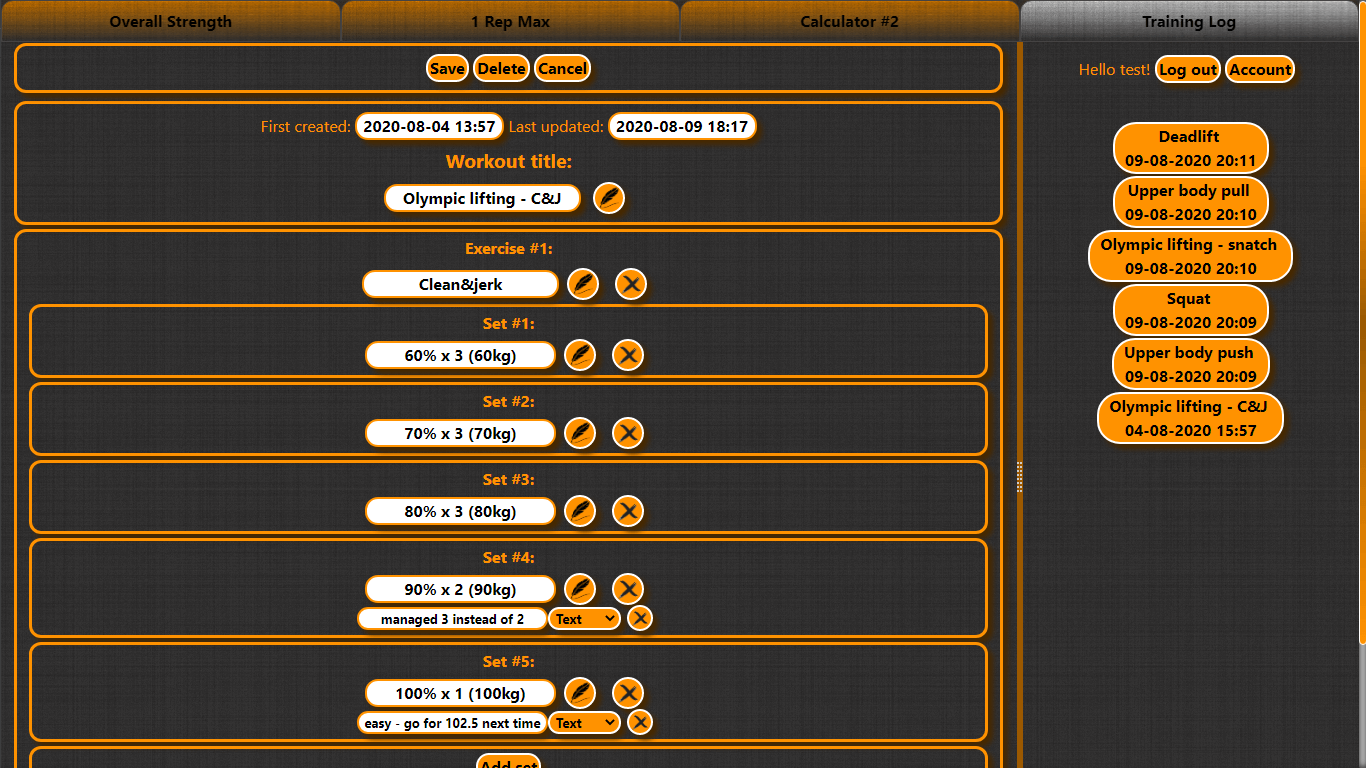 Overall Strength
1 Rep Max
Calculator #2
Training Log
Save Delete Cancel
First created: 2020-08-04 13:57 Last updated: 2020-08-09 18:17
Workout title:
Olympic lifting - C&J
Exercise #1:
Clean&jerk
Set #1:
60% x 3 (60kg)
Set #2:
70% x 3 (70kg)
Set #3:
80% x 3 (80kg)
Set #4:
90% x 2 (90kg)
managed 3 instead of 2 Text
Set #5:
100% x 1 (100kg)
easy - go for 102.5 next time Text
Add set
Hello test! Log out Account
Deadlift
09-08-2020 20:11
Upper body pull
09-08-2020 20:10
Olympic lifting - snatch
09-08-2020 20:10
Squat
09-08-2020 20:09
Upper body push
09-08-2020 20:09
Olympic lifting - C&J
04-08-2020 15:57